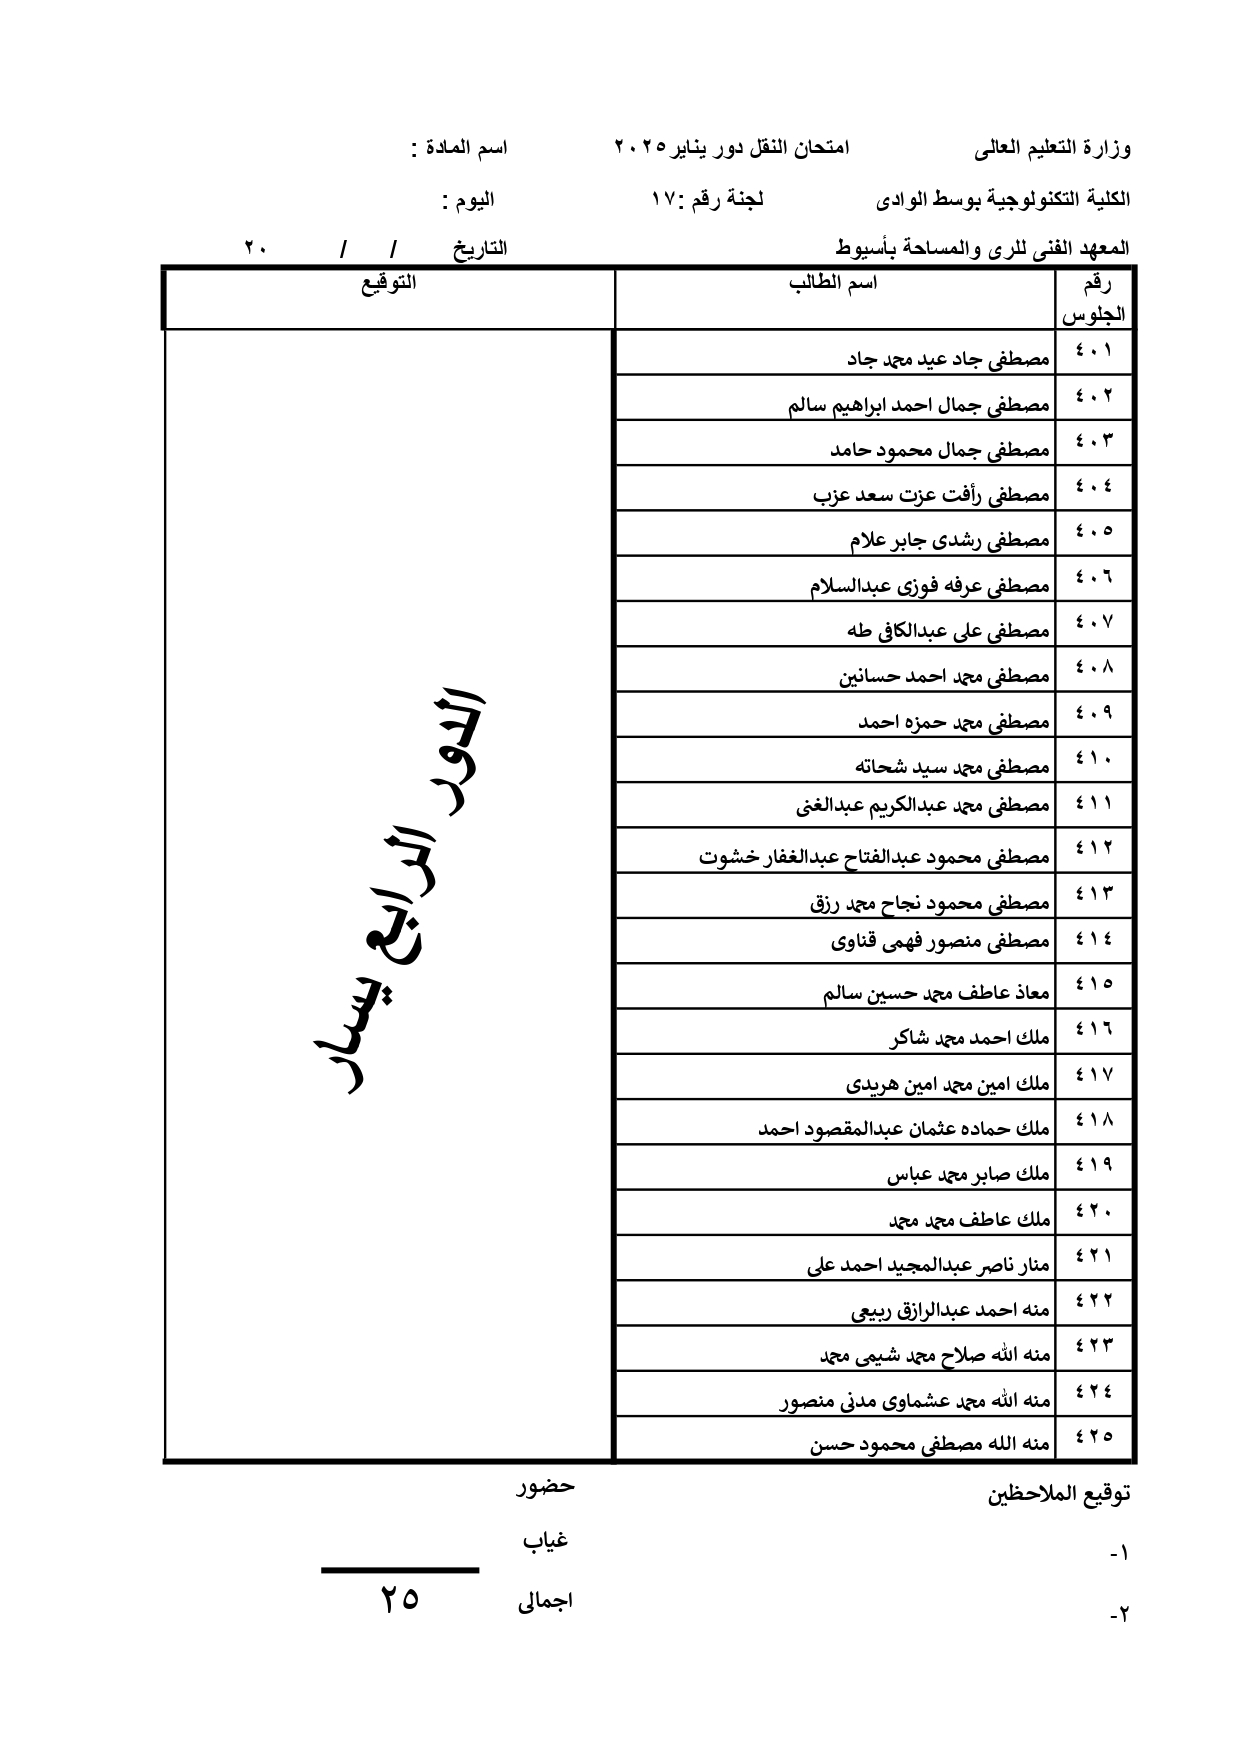 وزارة التعليم العالى امتحان النقل دور يناير ٢٠٢٥ اسم المادة :
الكلية التكنولوجية بوسط الوادى لجنة رقم :١٧ اليوم :
المعهد الفنى للرى والمساحة بأسيوط التاريخ / / ٢٠
رقم الجلوس اسم الطالب التوقيع
٤٠١ مصطفى جاد عيد محمد جاد
٤٠٢ مصطفى جمال احمد ابراهيم سالم
٤٠٣ مصطفى جمال محمود حامد
٤٠٤ مصطفى رأفت عزت سعد عزب
٤٠٥ مصطفى رشدى جابر علام
٤٠٦ مصطفى عرفه فوزى عبدالسلام
٤٠٧ مصطفى على عبدالكافى طه
٤٠٨ مصطفى محمد احمد حسانين
٤٠٩ مصطفى محمد حمزه احمد
٤١٠ مصطفى محمد سيد شحاته
٤١١ مصطفى محمد عبدالكريم عبدالغنى
٤١٢ مصطفى محمود عبدالفتاح عبدالغفار خشوت
٤١٣ مصطفى محمود نجاح محمد رزق
٤١٤ مصطفى منصور فهمى قناوى
٤١٥ معاذ عاطف محمد حسين سالم
٤١٦ ملك احمد محمد شاكر
٤١٧ ملك امين محمد امين هريدى
٤١٨ ملك حماده عثمان عبدالمقصود احمد
٤١٩ ملك صابر محمد عباس
٤٢٠ ملك عاطف محمد محمد
٤٢١ منار ناصر عبدالمجيد احمد على
٤٢٢ منه احمد عبدالرازق ربيعى
٤٢٣ منه الله صلاح محمد شيمى محمد
٤٢٤ منه الله محمد عشماوى مدنى منصور
٤٢٥ منه الله مصطفى محمود حسن
الدور الرابع يسار
توقيع الملاحظين حضور
١- غياب
٢- اجمالى ٢٥